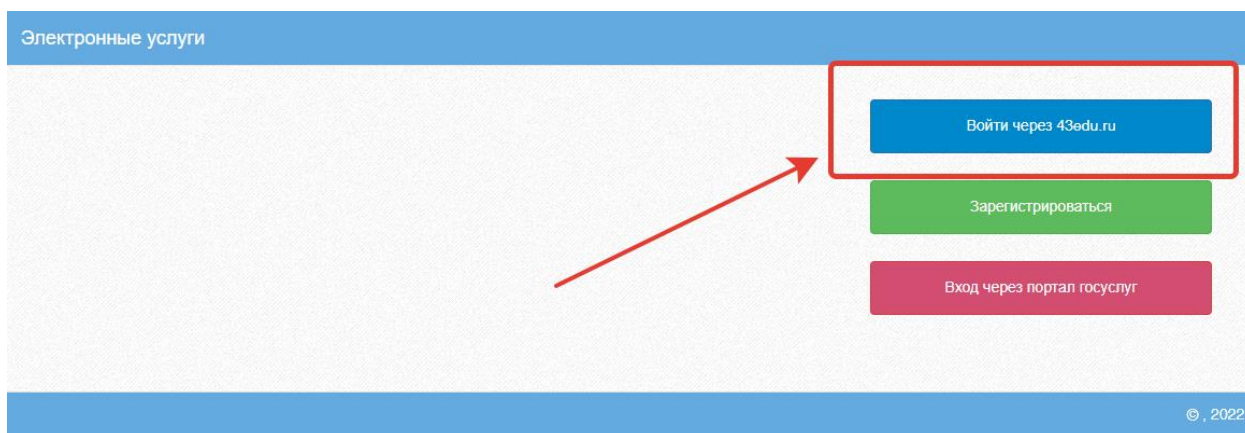 Электронные услуги
Войти через 43edu.ru
Зарегистрироваться
Вход через портал госуслуг
© , 2022